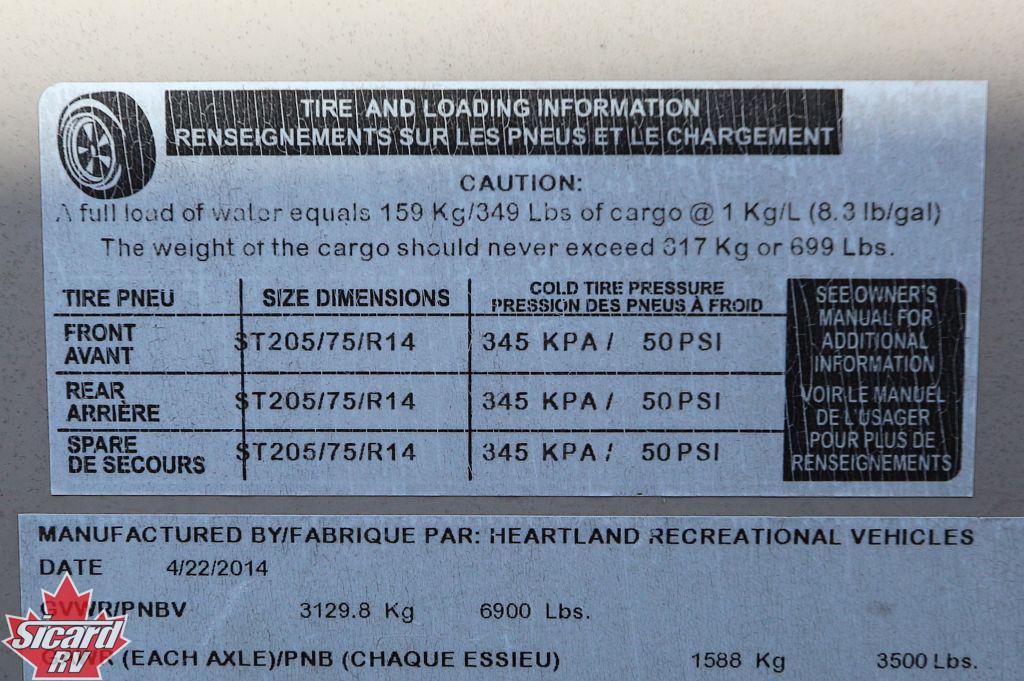 TIRE AND LOADING INFORMATION
RENSEIGNEMENTS SUR LES PNEUS ET LE CHARGEMENT
CAUTION:
A full load of water equals 159 Kg/349 Lbs of cargo @ 1 Kg/L (8.3 lb/gal)
The weight of the cargo should never exceed 317 Kg or 699 Lbs.
TIRE PNEU SIZE DIMENSIONS COLD TIRE PRESSURE
PRESSION DES PNEUS À FROID
FRONT
AVANT ST205/75/R14 345 KPA / 50 PSI
REAR
ARRIÈRE ST205/75/R14 345 KPA / 50 PSI
SPARE
DE SECOURS ST205/75/R14 345 KPA / 50 PSI
SEE OWNER'S
MANUAL FOR
ADDITIONAL
INFORMATION
VOIR LE MANUEL
DE L'USAGER
POUR PLUS DE
RENSEIGNEMENTS
MANUFACTURED BY/FABRIQUE PAR: HEARTLAND RECREATIONAL VEHICLES
DATE 4/22/2014
GVWR/PNBV 3129.8 Kg 6900 Lbs.
(EACH AXLE)/PNB (CHAQUE ESSIEU) 1588 Kg 3500 Lbs.
Sicard
RV